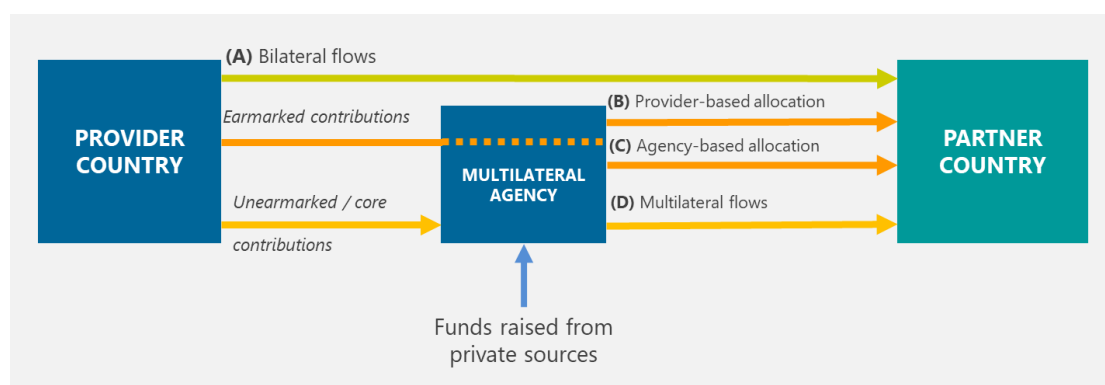 (A) Bilateral flows
PROVIDER
COUNTRY
Earmarked contributions
Unearmarked / core
contributions
MULTILATERAL
AGENCY
(B) Provider-based allocation
(C) Agency-based allocation
(D) Multilateral flows
PARTNER
COUNTRY
Funds raised from
private sources